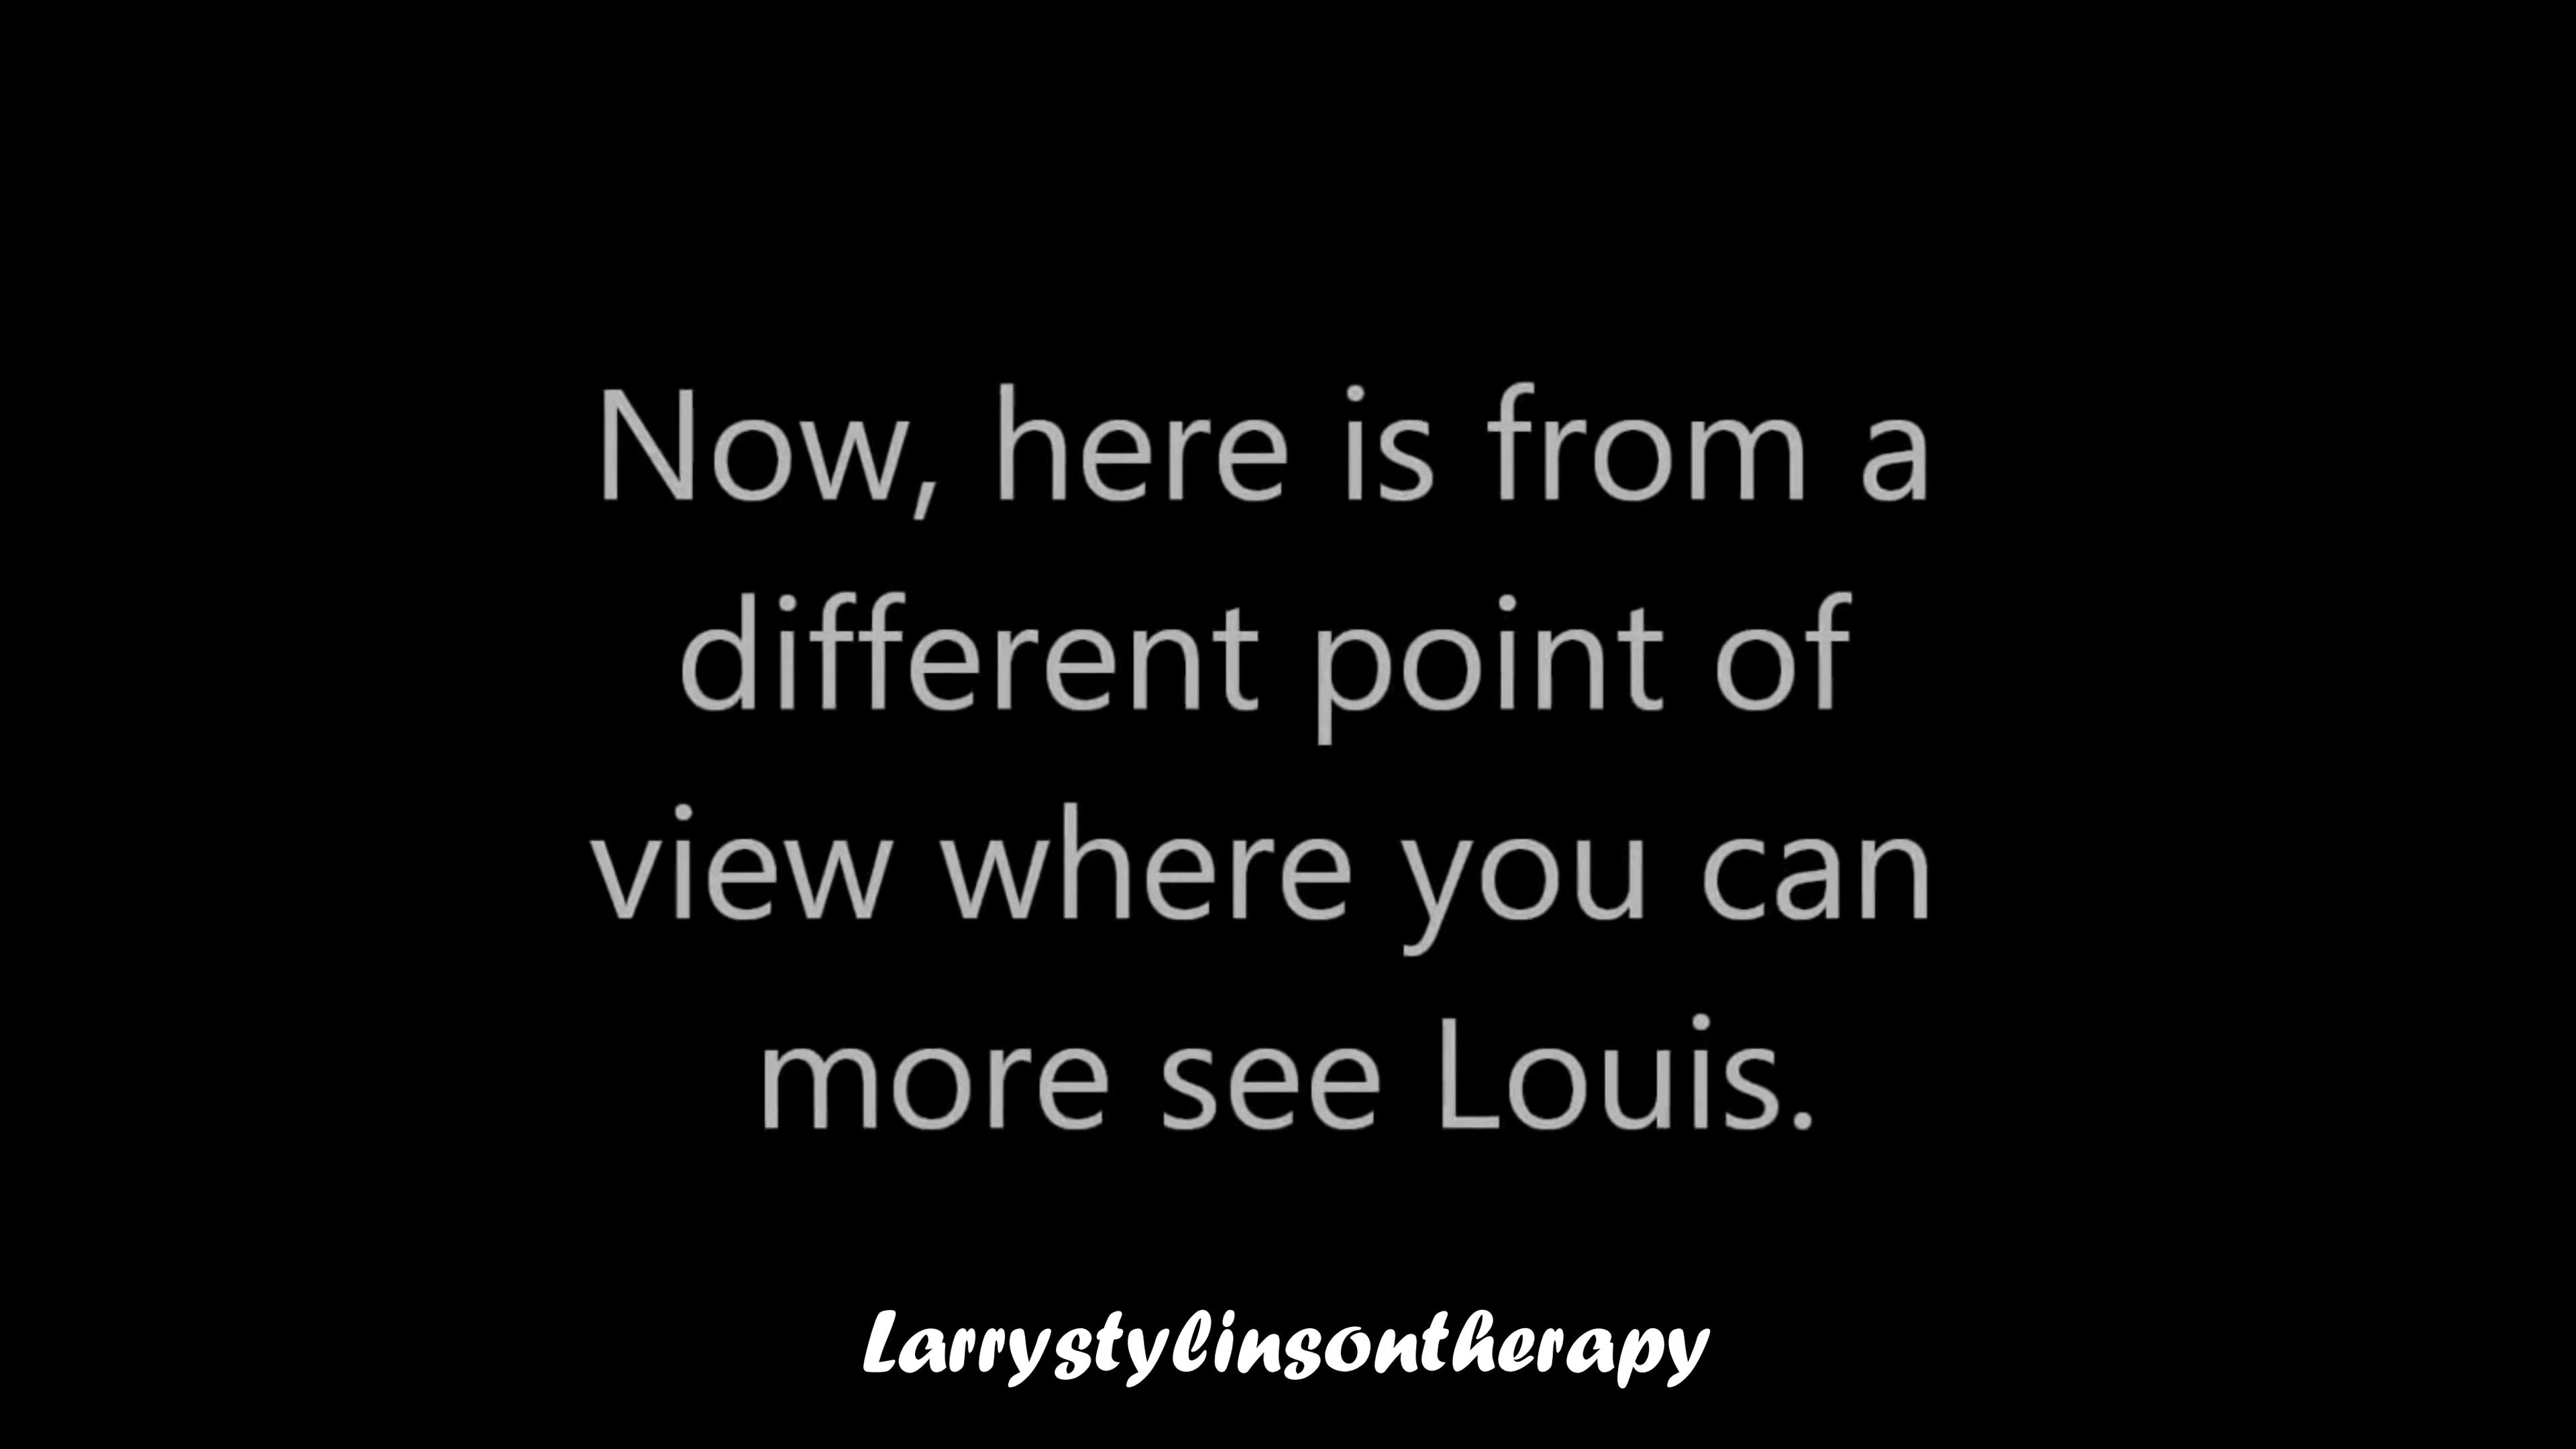 Now, here is from a
different point of
view where you can
more see Louis.
Larrystylinsontherapy